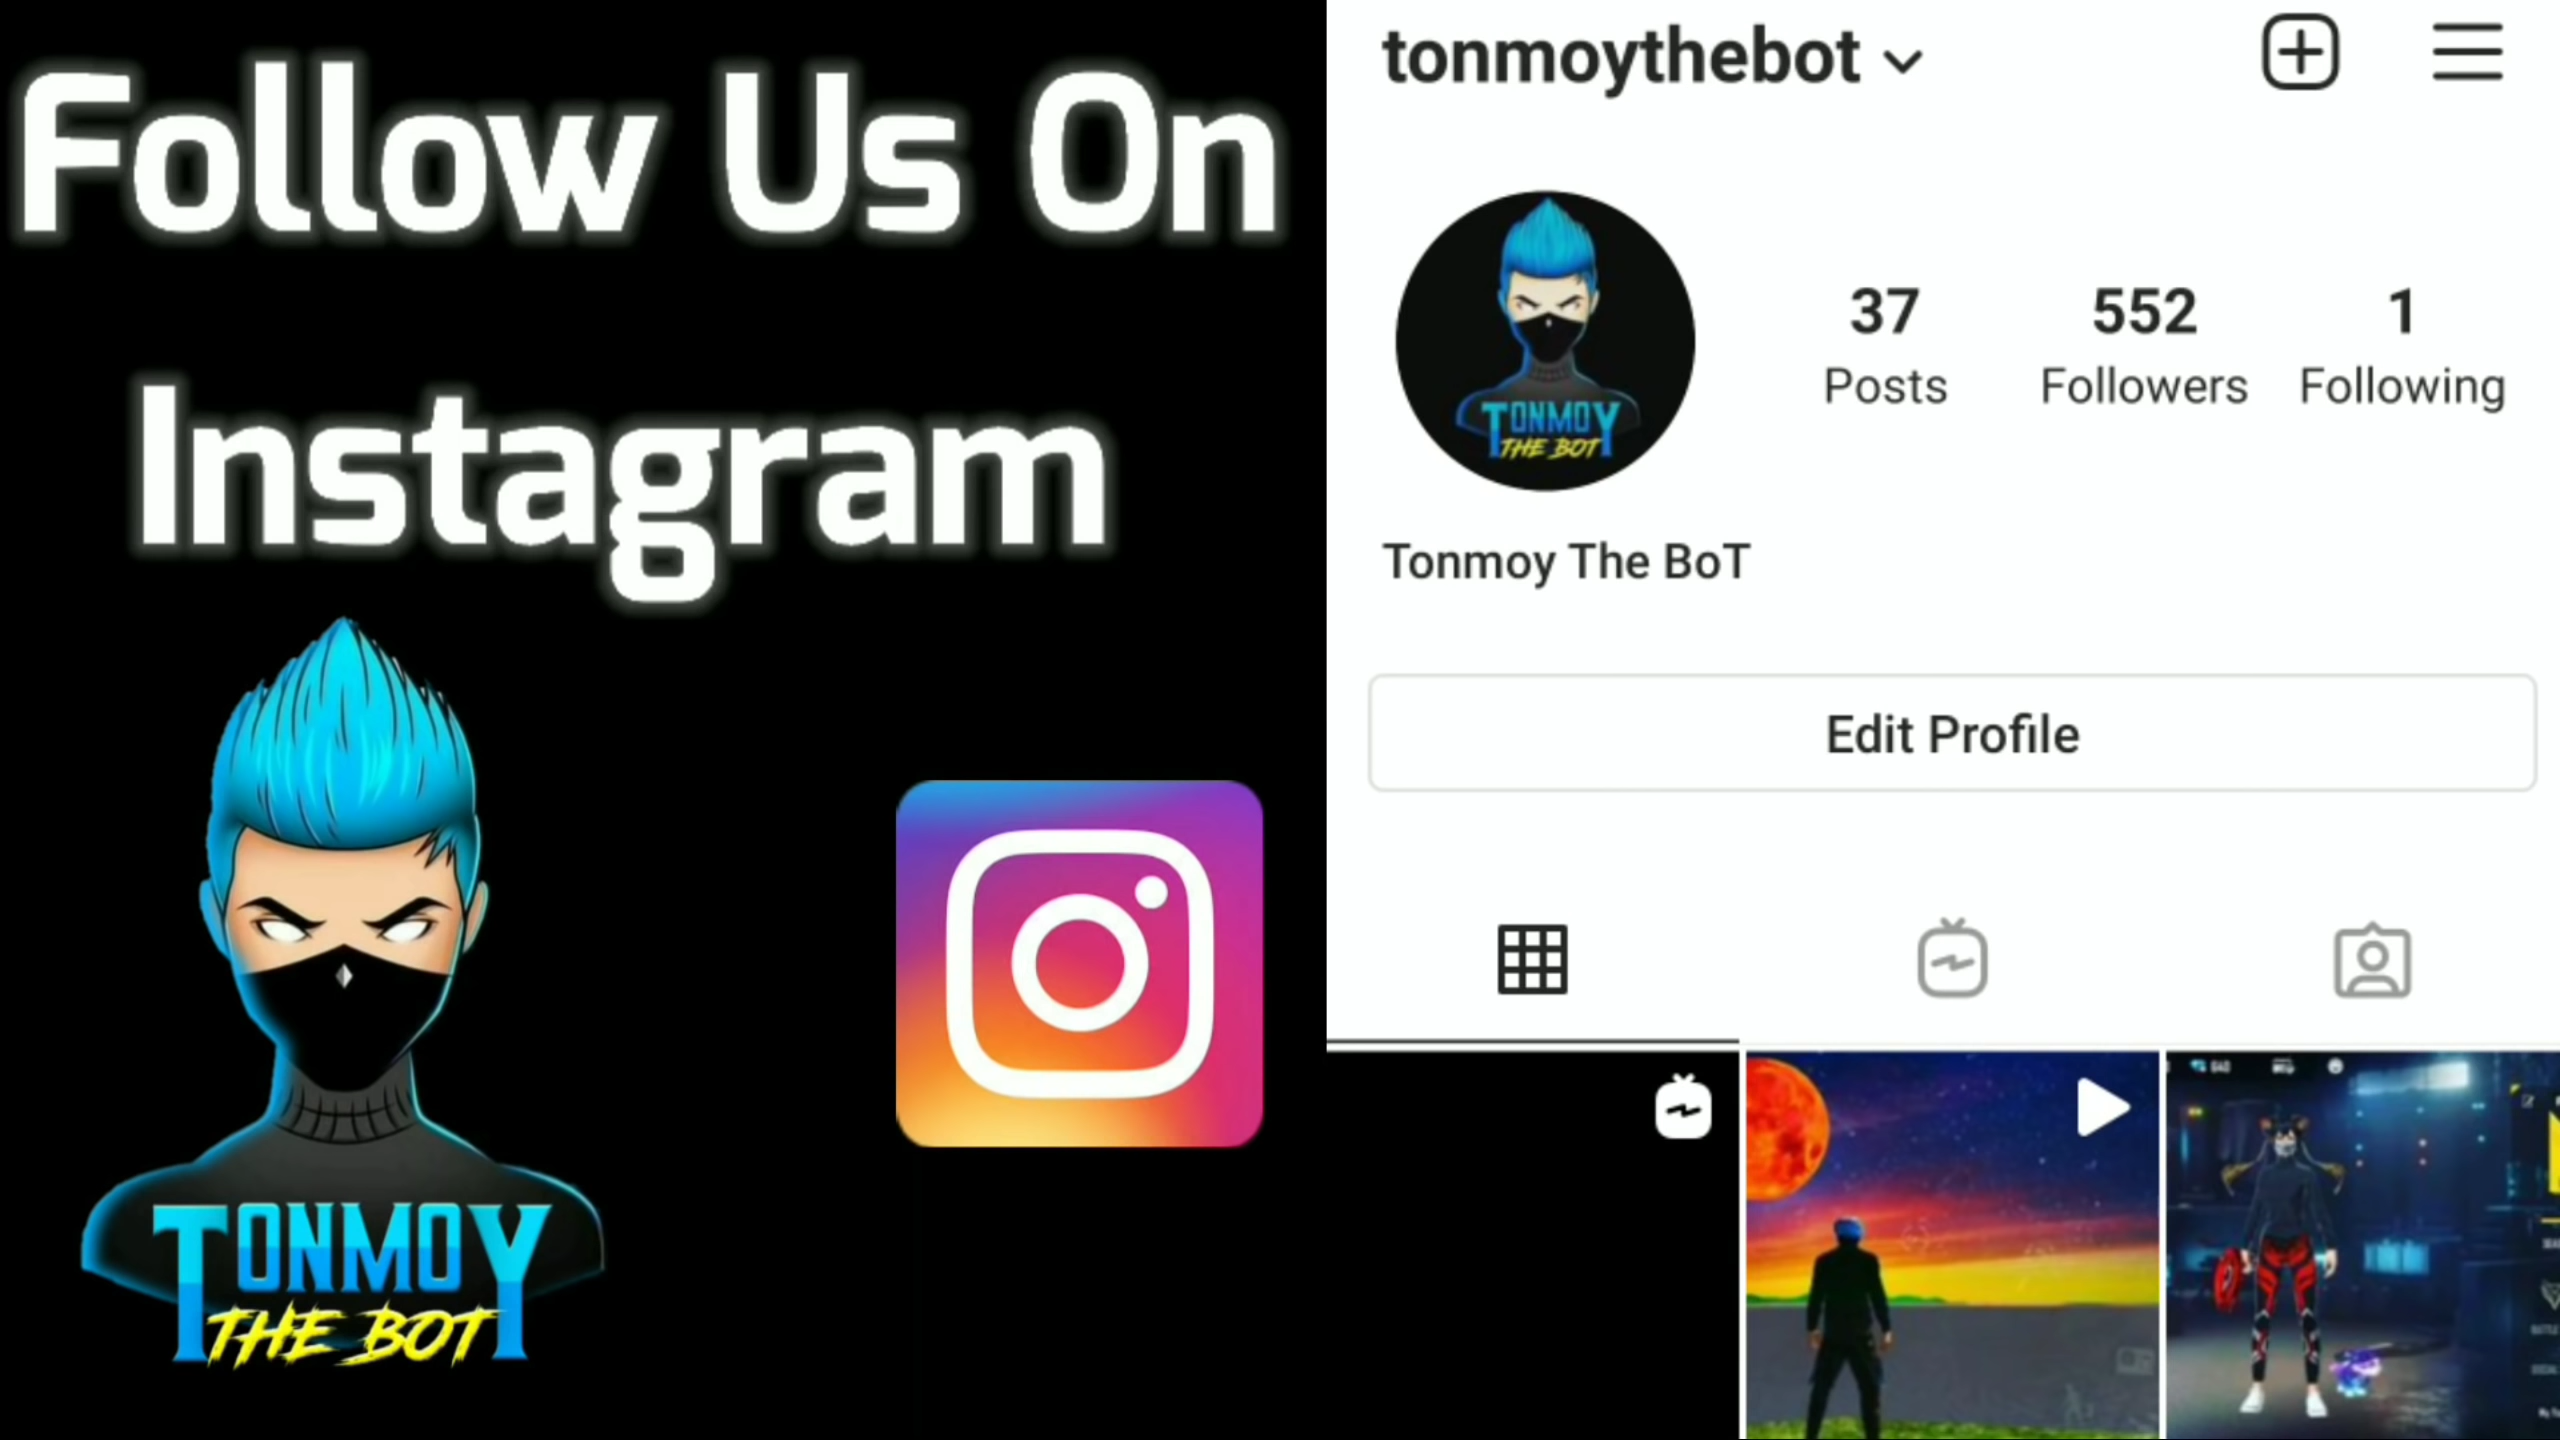 Follow Us On
Instagram
TONMOY
THE BOT
tonmoythebot
TONMOY
THE BOT
37
Posts
552
Followers
1
Following
Tonmoy The BoT
Edit Profile